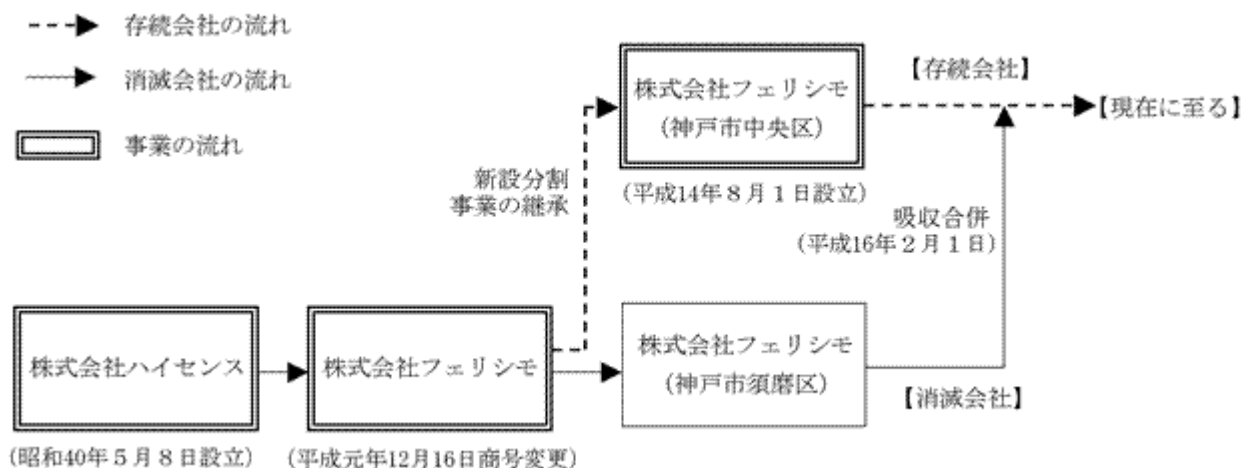 存続会社の流れ
消滅会社の流れ
事業の流れ
株式会社フェリシモ
(神戸市中央区)
(平成14年8月1日設立)
【存続会社】
【現在に至る】
新設分割
事業の継承
吸収合併
(平成16年2月1日)
株式会社ハイセンス
(昭和40年5月8日設立)
株式会社フェリシモ
(平成元年12月16日商号変更)
株式会社フェリシモ
(神戸市須磨区)
【消滅会社】